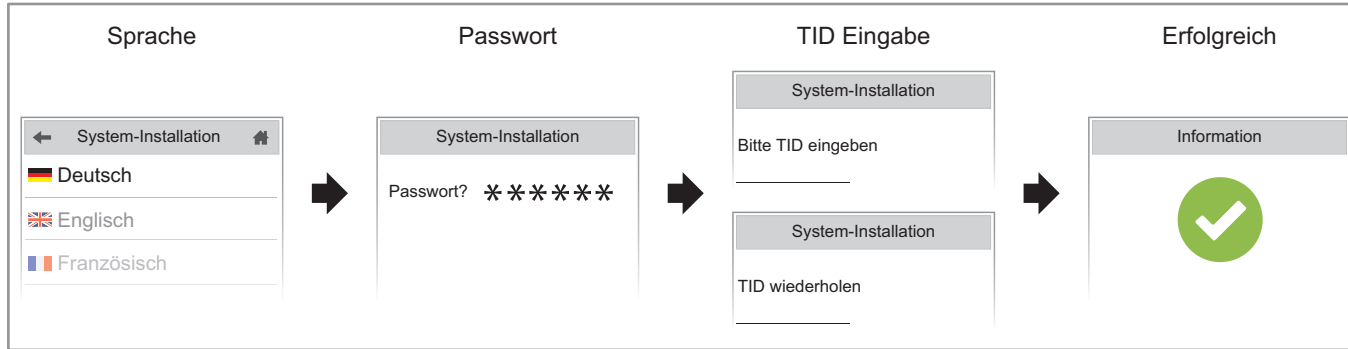 Sprache
System-Installation
Deutsch
Englisch
Französisch
Passwort
System-Installation
Passwort? ******
TID Eingabe
System-Installation
Bitte TID eingeben
System-Installation
TID wiederholen
Erfolgreich
Information